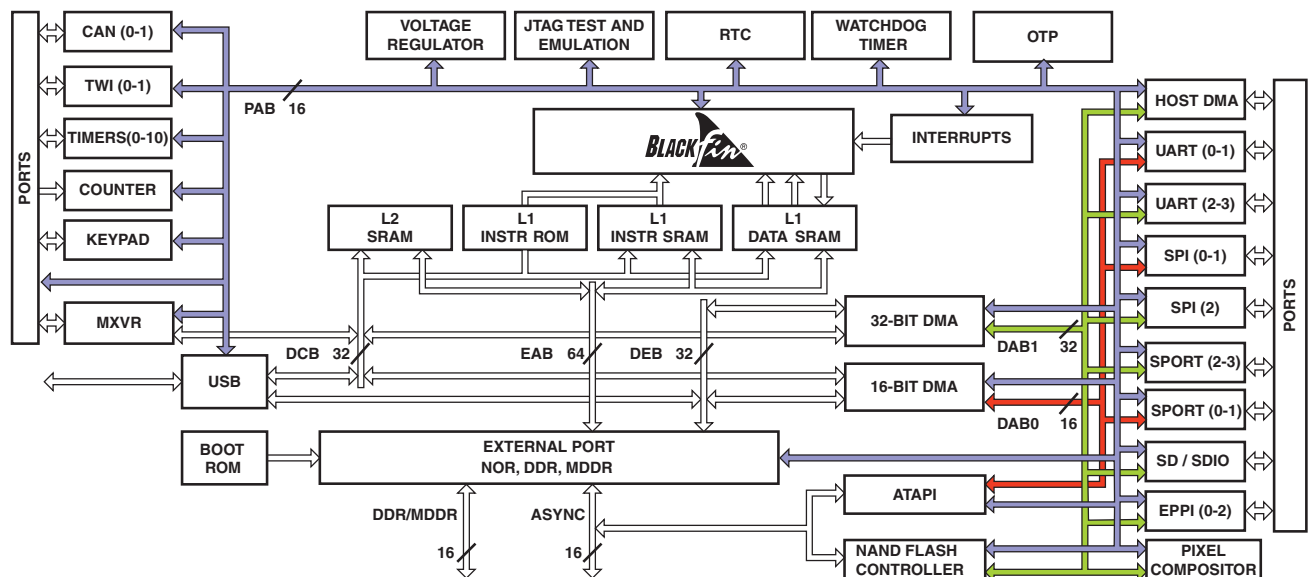 VOLTAGE
REGULATOR
JTAG TEST AND
EMULATION
RTC
WATCHDOG
TIMER
OTP
CAN (0-1)
TWI (0-1)
TIMERS(0-10)
COUNTER
KEYPAD
MXVR
PORTS
PAB 16
BLACKfin®
INTERRUPTS
L2
SRAM
L1
INSTR ROM
L1
INSTR SRAM
L1
DATA SRAM
HOST DMA
UART (0-1)
UART (2-3)
SPI (0-1)
SPI (2)
SPORT (2-3)
SPORT (0-1)
SD / SDIO
EPPI (0-2)
PIXEL
COMPOSITOR
PORTS
USB
DCB 32
EAB 64
DEB 32
32-BIT DMA
16-BIT DMA
DAB1 32
DAB0 16
BOOT
ROM
EXTERNAL PORT
NOR, DDR, MDDR
DDR/MDDR
16
ASYNC
16
ATAPI
NAND FLASH
CONTROLLER